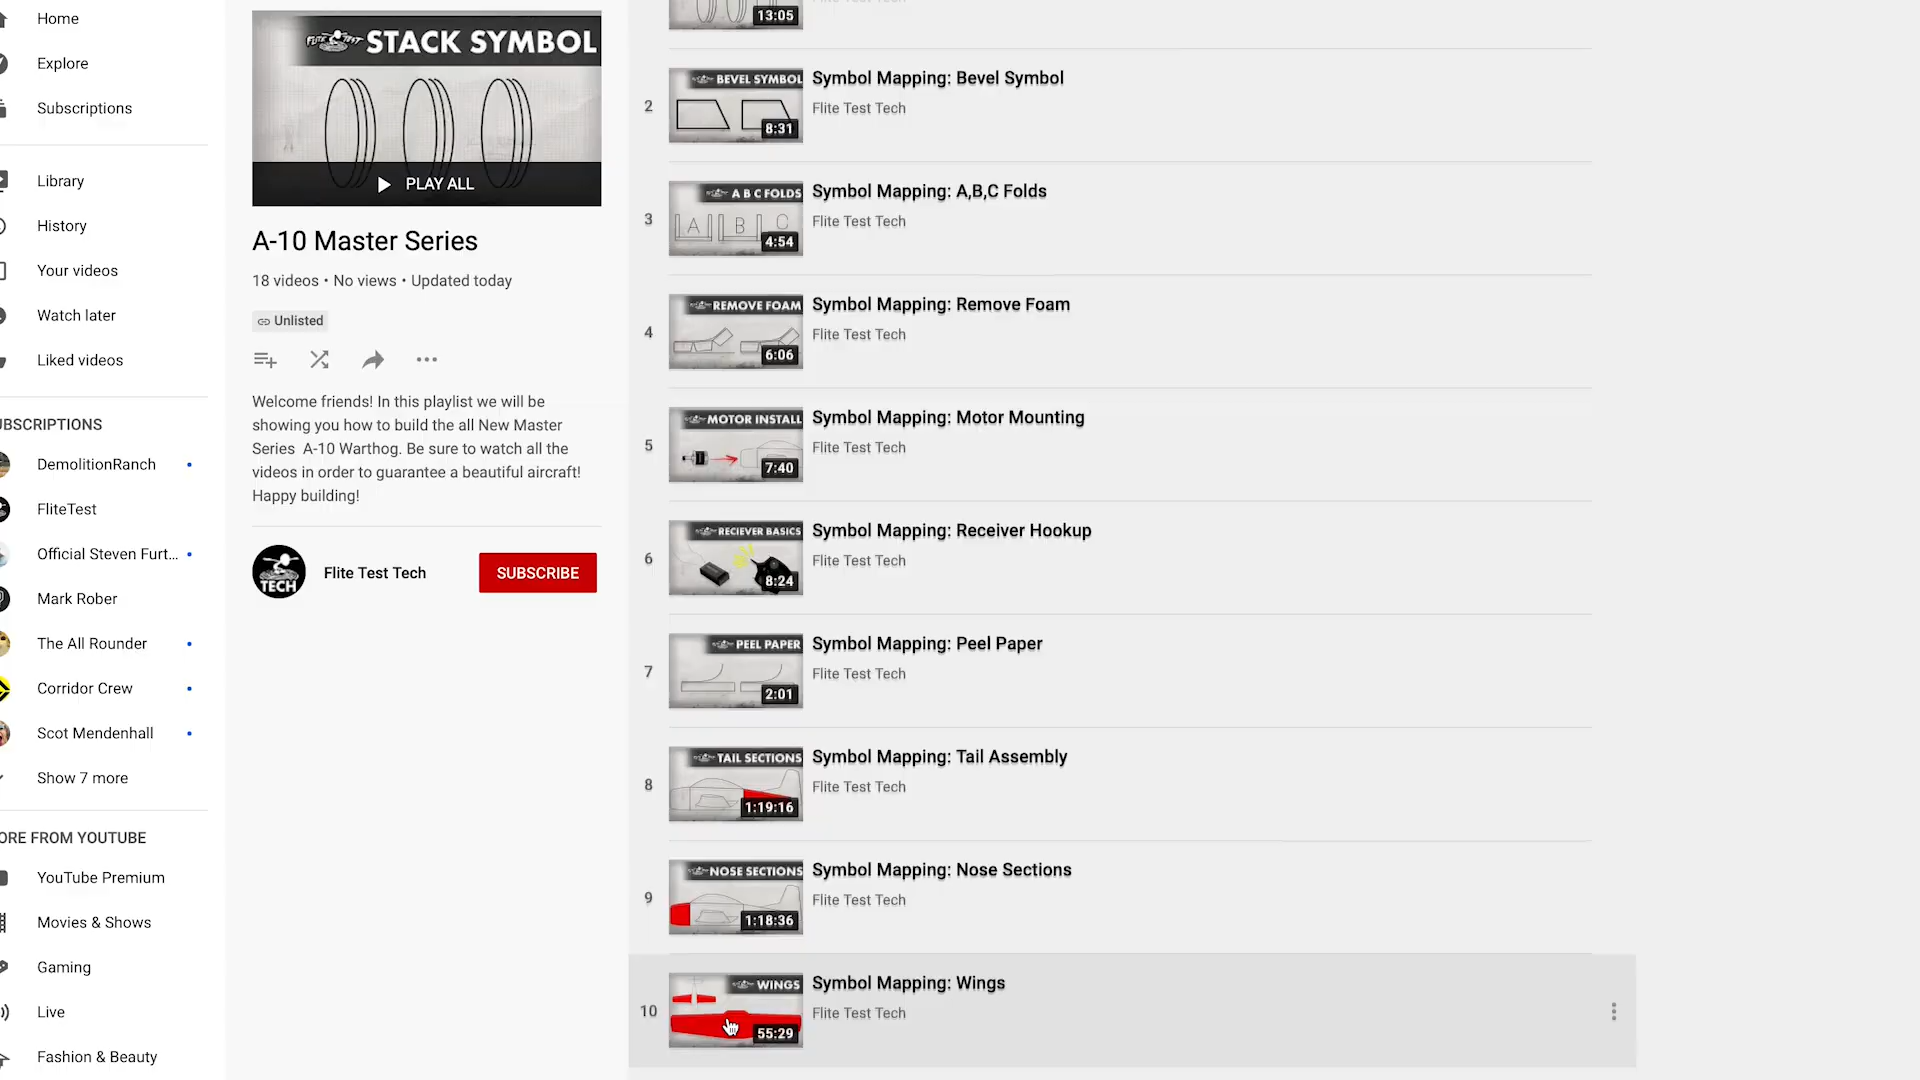 Home
Explore
Subscriptions
Library
History
Your videos
Watch later
Liked videos
UBSCRIPTIONS
DemolitionRanch
FliteTest
Official Steven Furt...
Mark Rober
The All Rounder
Corridor Crew
Scot Mendenhall
Show 7 more
ORE FROM YOUTUBE
YouTube Premium
Movies & Shows
Gaming
Live
Fashion & Beauty
FLITE TEST STACK SYMBOL
PLAY ALL
A-10 Master Series
18 videos • No views • Updated today
Unlisted
Welcome friends! In this playlist we will be
showing you how to build the all New Master
Series A-10 Warthog. Be sure to watch all the
videos in order to guarantee a beautiful aircraft!
Happy building!
TECH
Flite Test Tech
SUBSCRIBE
13:05
2
BEVEL SYMBOL
8:31
Symbol Mapping: Bevel Symbol
Flite Test Tech
3
A B C FOLDS
A B C
4:54
Symbol Mapping: A,B,C Folds
Flite Test Tech
4
REMOVE FOAM
6:06
Symbol Mapping: Remove Foam
Flite Test Tech
5
MOTOR INSTALL
7:40
Symbol Mapping: Motor Mounting
Flite Test Tech
6
RECIEVER BASICS
8:24
Symbol Mapping: Receiver Hookup
Flite Test Tech
7
PEEL PAPER
2:01
Symbol Mapping: Peel Paper
Flite Test Tech
8
TAIL SECTIONS
1:19:16
Symbol Mapping: Tail Assembly
Flite Test Tech
9
NOSE SECTIONS
1:18:36
Symbol Mapping: Nose Sections
Flite Test Tech
10
WINGS
55:29
Symbol Mapping: Wings
Flite Test Tech